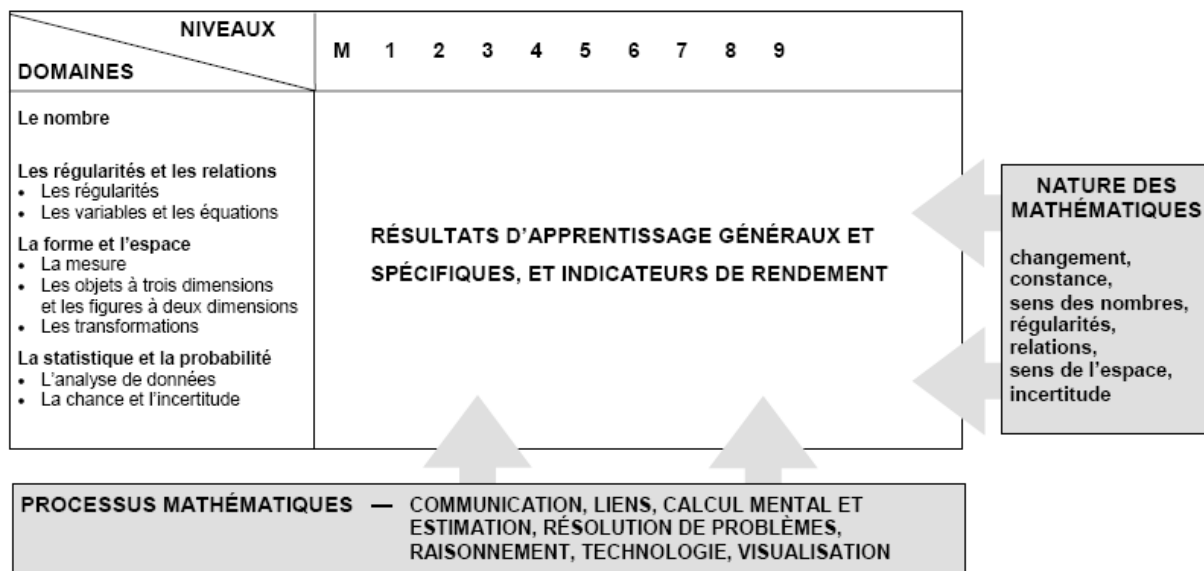 NIVEAUX
DOMAINES
M 1 2 3 4 5 6 7 8 9
Le nombre
Les régularités et les relations
• Les régularités
• Les variables et les équations
La forme et l'espace
• La mesure
• Les objets à trois dimensions
et les figures à deux dimensions
• Les transformations
La statistique et la probabilité
• L'analyse de données
• La chance et l'incertitude
RÉSULTATS D'APPRENTISSAGE GÉNÉRAUX ET
SPÉCIFIQUES, ET INDICATEURS DE RENDEMENT
NATURE DES
MATHÉMATIQUES
changement,
constance,
sens des nombres,
régularités,
relations,
sens de l'espace,
incertitude
PROCESSUS MATHÉMATIQUES — COMMUNICATION, LIENS, CALCUL MENTAL ET
ESTIMATION, RÉSOLUTION DE PROBLÈMES,
RAISONNEMENT, TECHNOLOGIE, VISUALISATION